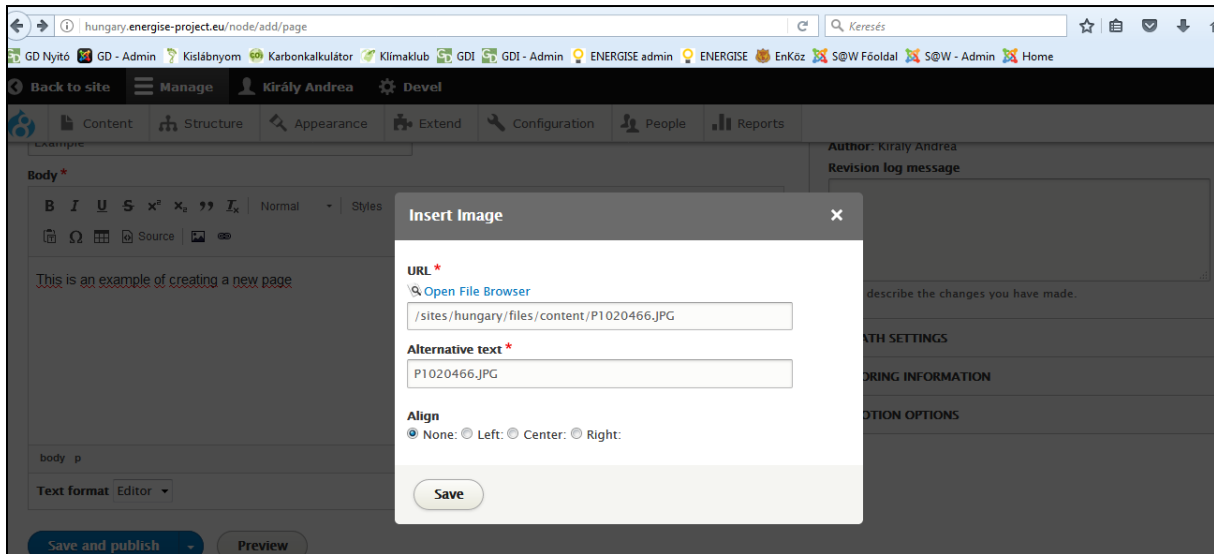 hungary.energise-project.eu/node/add/page
Keresés
GD Nyitó GD - Admin Kislábnyom Karbonkalkulátor Klímaklub GDI GDI - Admin ENERGISE admin ENERGISE EnKöz S@W Főoldal S@W - Admin Home
Back to site Manage Király Andrea Devel
Content Structure Appearance Extend Configuration People Reports
Example
Author: Király Andrea
Body *
Revision log message
B I U S x² x₂ Tx Normal Styles
Source
This is an example of creating a new page
Insert Image
URL *
Open File Browser
/sites/hungary/files/content/P1020466.JPG
describe the changes you have made.
Alternative text *
P1020466.JPG
ATH SETTINGS
ORING INFORMATION
OTION OPTIONS
Align
None: Left: Center: Right:
body p
Text format Editor
Save
Save and publish Preview